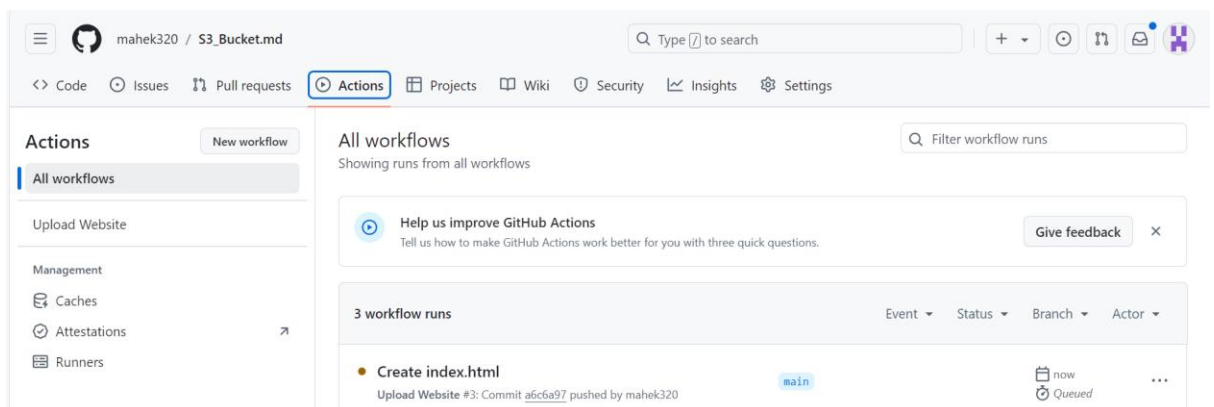 mahek320 / S3_Bucket.md
Type / to search
Code Issues Pull requests Actions Projects Wiki Security Insights Settings
Actions
New workflow
All workflows
Upload Website
Management
Caches
Attestations
Runners
All workflows
Showing runs from all workflows
Filter workflow runs
Help us improve GitHub Actions
Tell us how to make GitHub Actions work better for you with three quick questions.
Give feedback
3 workflow runs
Event Status Branch Actor
Create index.html
Upload Website #3: Commit a6c6a97 pushed by mahek320
main
now
Queued